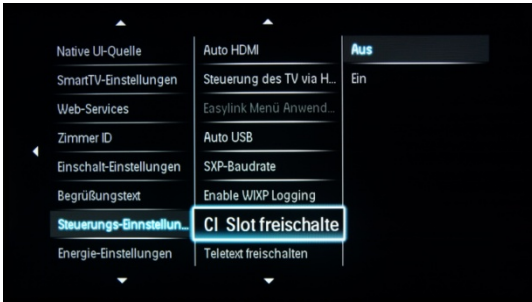 Native UI-Quelle
SmartTV-Einstellungen
Web-Services
Zimmer ID
Einschalt-Einstellungen
Begrüßungstext
Steuerungs-Einnstellun...
Energie-Einstellungen
Auto HDMI
Steuerung des TV via H...
Easylink Menü Anwend...
Auto USB
SXP-Baudrate
Enable WIXP Logging
CI Slot freischalte
Teletext freischalten
Aus
Ein